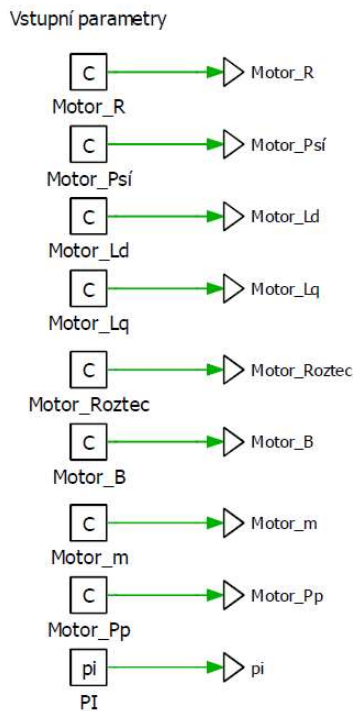 Vstupní parametry
C Motor_R
Motor_R
C Motor_Psí
Motor_Psí
C Motor_Ld
Motor_Ld
C Motor_Lq
Motor_Lq
C Motor_Roztec
Motor_Roztec
C Motor_B
Motor_B
C Motor_m
Motor_m
C Motor_Pp
Motor_Pp
pi pi
PI